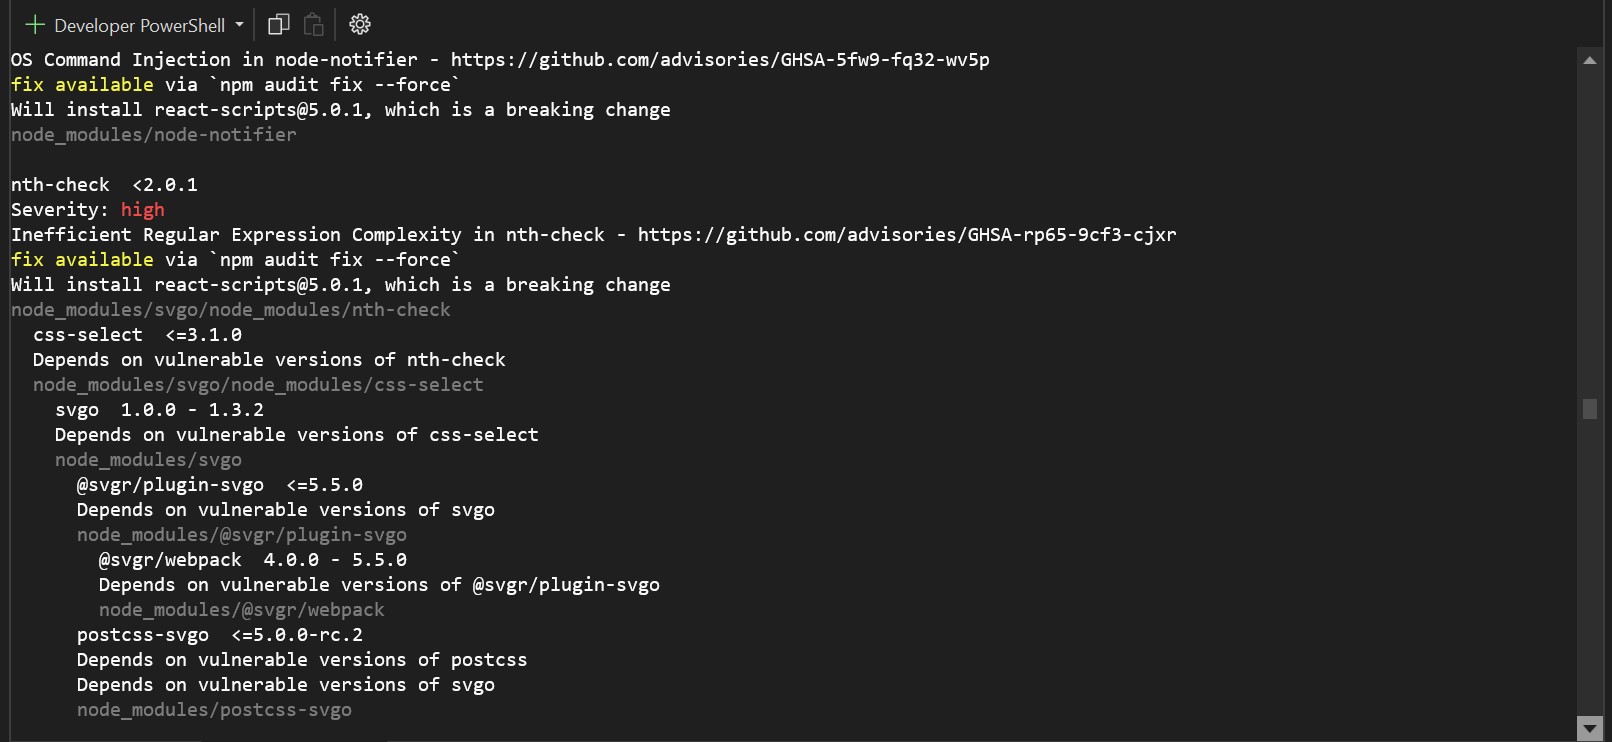 Developer PowerShell
OS Command Injection in node-notifier - https://github.com/advisories/GHSA-5fw9-fq32-wv5p
fix available via `npm audit fix --force`
Will install react-scripts@5.0.1, which is a breaking change
node_modules/node-notifier
nth-check  <2.0.1
Severity: high
Inefficient Regular Expression Complexity in nth-check - https://github.com/advisories/GHSA-rp65-9cf3-cjxr
fix available via `npm audit fix --force`
Will install react-scripts@5.0.1, which is a breaking change
node_modules/svgo/node_modules/nth-check
  css-select  <=3.1.0
  Depends on vulnerable versions of nth-check
  node_modules/svgo/node_modules/css-select
    svgo  1.0.0 - 1.3.2
    Depends on vulnerable versions of css-select
    node_modules/svgo
      @svgr/plugin-svgo  <=5.5.0
      Depends on vulnerable versions of svgo
      node_modules/@svgr/plugin-svgo
        @svgr/webpack  4.0.0 - 5.5.0
        Depends on vulnerable versions of @svgr/plugin-svgo
        node_modules/@svgr/webpack
      postcss-svgo  <=5.0.0-rc.2
      Depends on vulnerable versions of postcss
      Depends on vulnerable versions of svgo
      node_modules/postcss-svgo